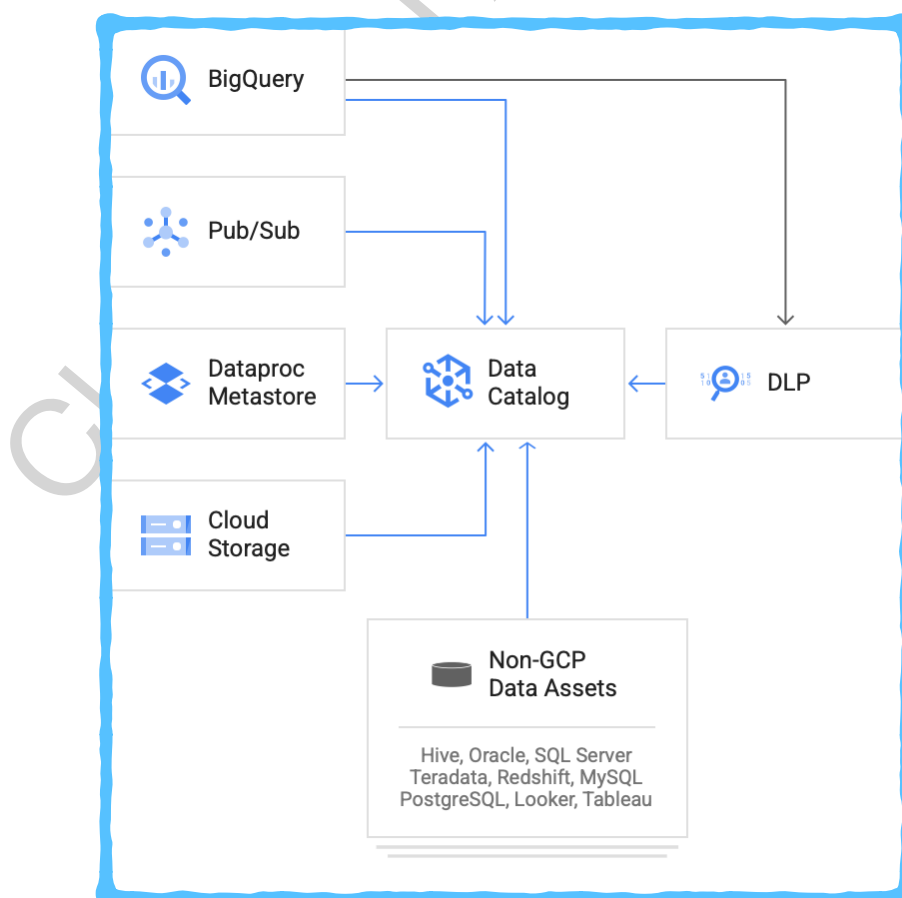 BigQuery
Pub/Sub
Dataproc
Metastore
Data
Catalog
DLP
Cloud
Storage
Non-GCP
Data Assets
Hive, Oracle, SQL Server
Teradata, Redshift, MySQL
PostgreSQL, Looker, Tableau